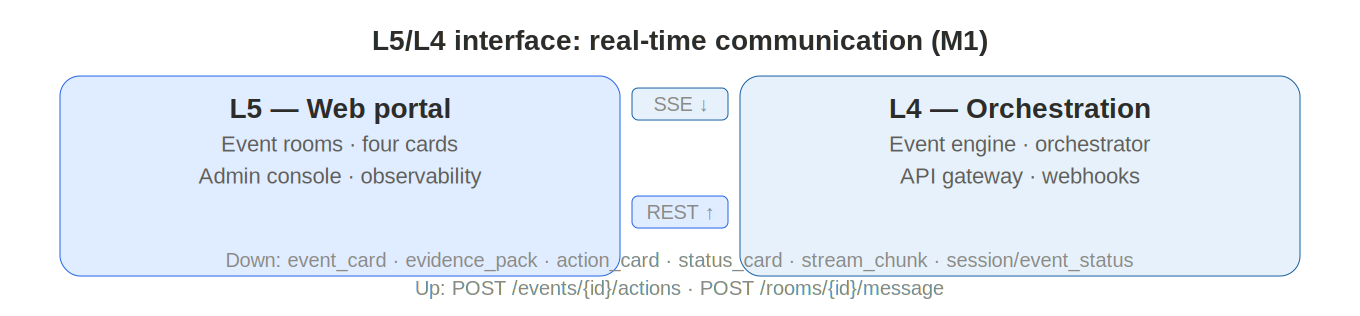 L5/L4 interface: real-time communication (M1)
L5 — Web portal
Event rooms · four cards
Admin console · observability
SSE ↓
REST ↑
L4 — Orchestration
Event engine · orchestrator
API gateway · webhooks
Down: event_card · evidence_pack · action_card · status_card · stream_chunk · session/event_status
Up: POST /events/{id}/actions · POST /rooms/{id}/message